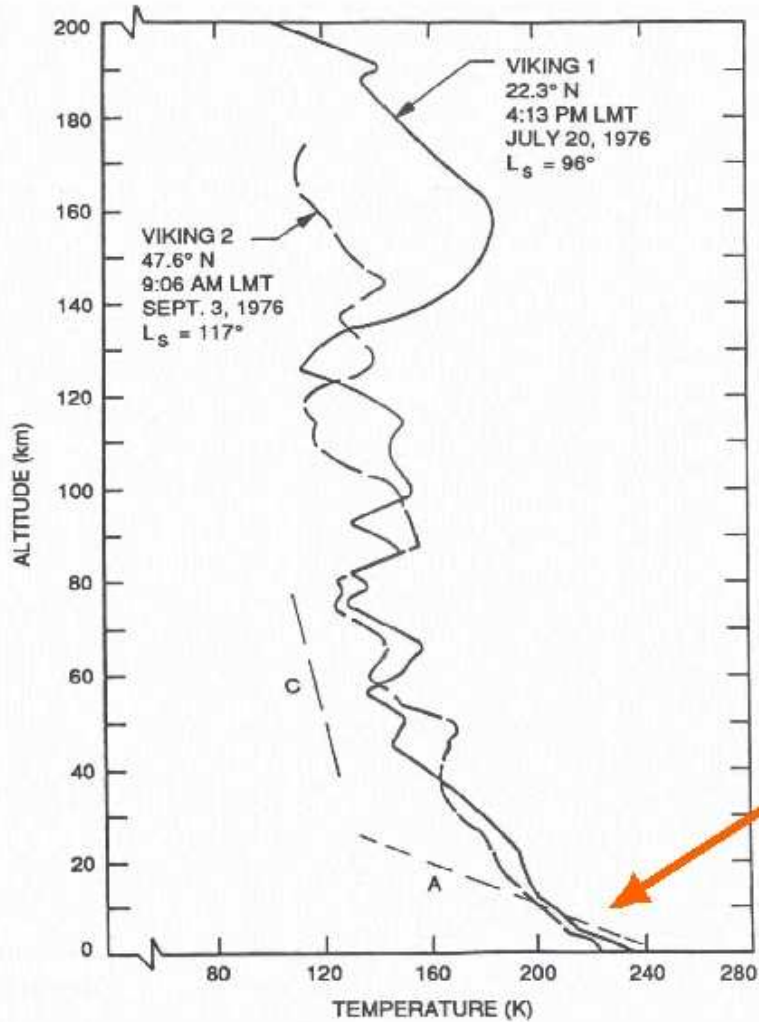 200
180
160
140
120
100
80
60
40
20
0
ALTITUDE (km)
VIKING 1
22.3° N
4:13 PM LMT
JULY 20, 1976
L_S = 96°
VIKING 2
47.6° N
9:06 AM LMT
SEPT. 3, 1976
L_S = 117°
C
A
80 120 160 200 240 280
TEMPERATURE (K)